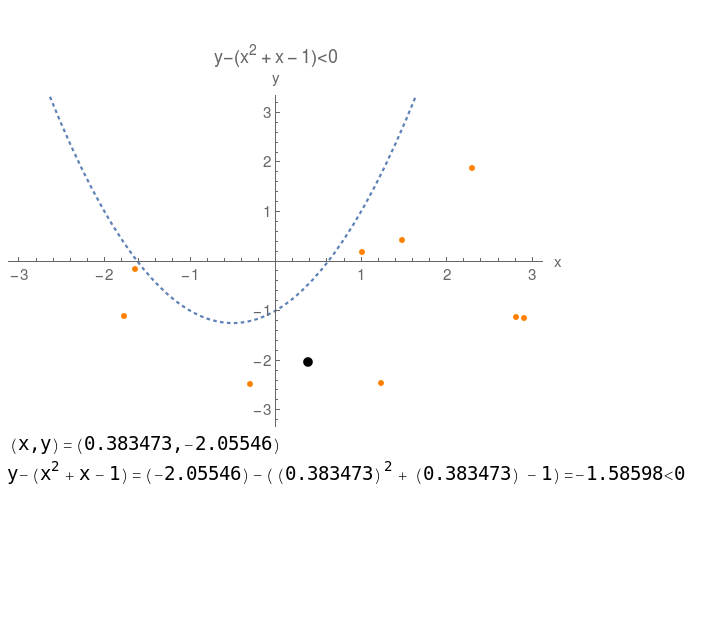 y−(x² + x − 1)<0
y
3
2
1
−3 −2 −1 1 2 3 x
−1
−2
−3
(x,y)=(0.383473,−2.05546)
y−(x² + x − 1)=(−2.05546)−((0.383473)² + (0.383473) − 1)=−1.58598<0